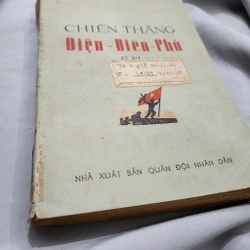 CHIẾN THẮNG
Điện-Biên-Phủ
KÝ SỰ
NHÀ XUẤT BẢN QUÂN ĐỘI NHÂN DÂN